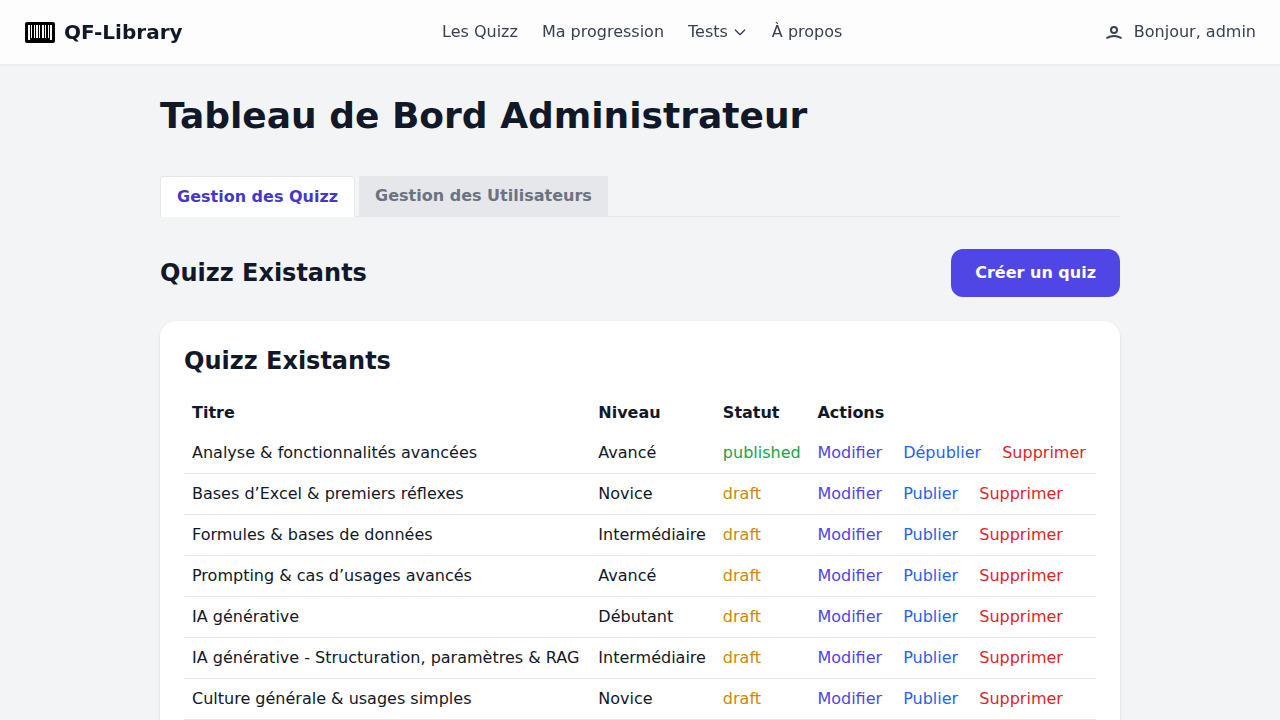 QF-Library
Les Quizz Ma progression Tests À propos
Bonjour, admin
Tableau de Bord Administrateur
Gestion des Quizz Gestion des Utilisateurs
Quizz Existants
Créer un quiz
Quizz Existants
Titre Niveau Statut Actions
Analyse & fonctionnalités avancées Avancé published Modifier Dépublier Supprimer
Bases d’Excel & premiers réflexes Novice draft Modifier Publier Supprimer
Formules & bases de données Intermédiaire draft Modifier Publier Supprimer
Prompting & cas d’usages avancés Avancé draft Modifier Publier Supprimer
IA générative Débutant draft Modifier Publier Supprimer
IA générative - Structuration, paramètres & RAG Intermédiaire draft Modifier Publier Supprimer
Culture générale & usages simples Novice draft Modifier Publier Supprimer